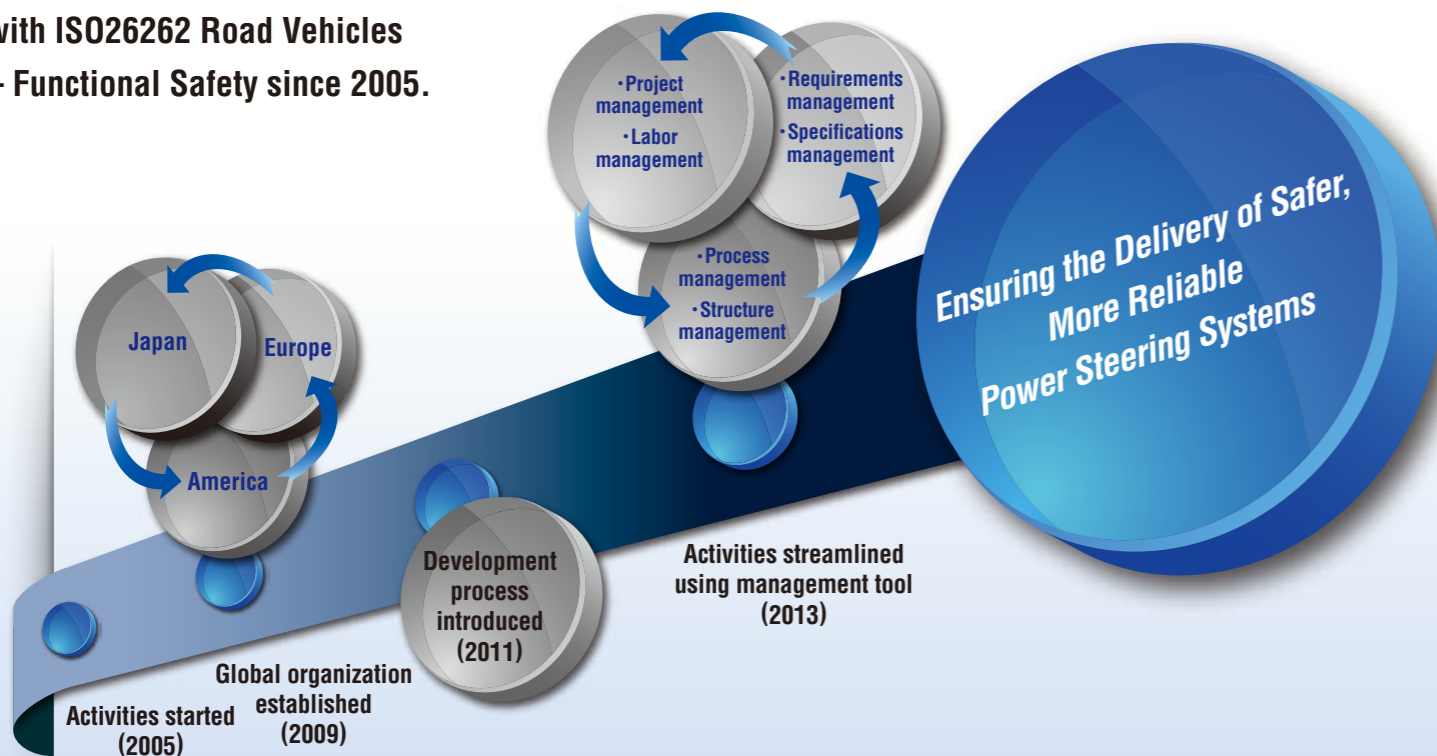 with ISO26262 Road Vehicles
- Functional Safety since 2005.
・Project
management
・Labor
management
・Requirements
management
・Specifications
management
・Process
management
・Structure
management
Japan
Europe
America
Ensuring the Delivery of Safer,
More Reliable
Power Steering Systems
Development
process
introduced
(2011)
Activities streamlined
using management tool
(2013)
Global organization
established
(2009)
Activities started
(2005)